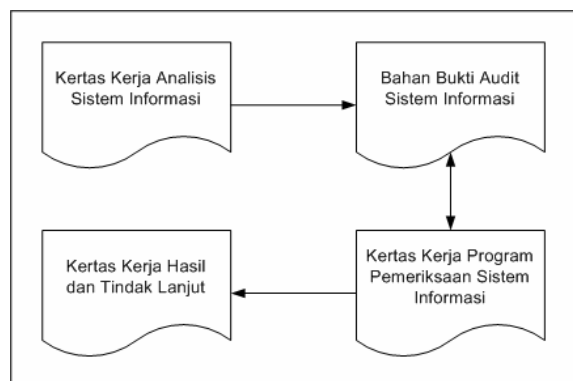 Kertas Kerja Analisis
Sistem Informasi
Bahan Bukti Audit
Sistem Informasi
Kertas Kerja Hasil
dan Tindak Lanjut
Kertas Kerja Program
Pemeriksaan Sistem
Informasi